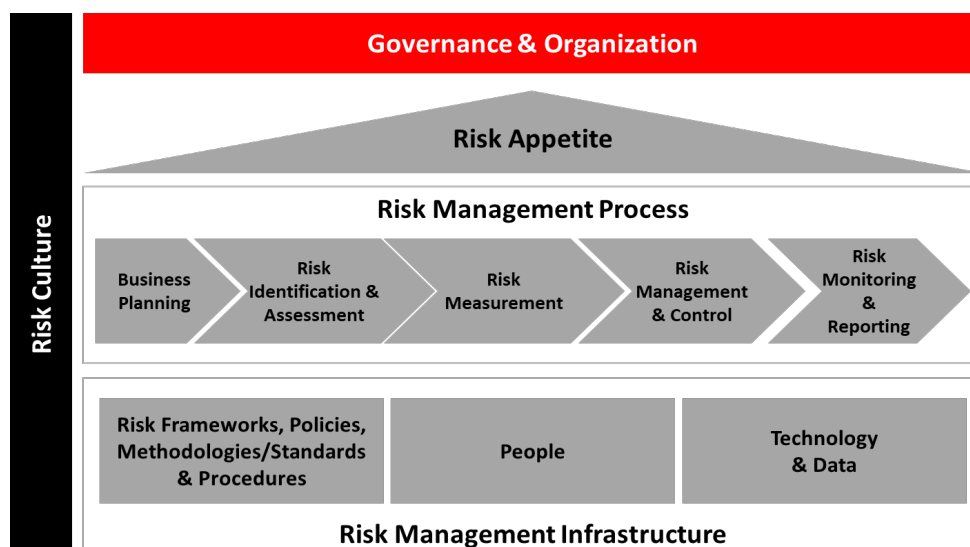 Governance & Organization
Risk Appetite
Risk Culture
Risk Management Process
Business
Planning
Risk
Identification &
Assessment
Risk
Measurement
Risk
Management
& Control
Risk
Monitoring
&
Reporting
Risk Frameworks, Policies,
Methodologies/Standards
& Procedures
People
Technology
& Data
Risk Management Infrastructure